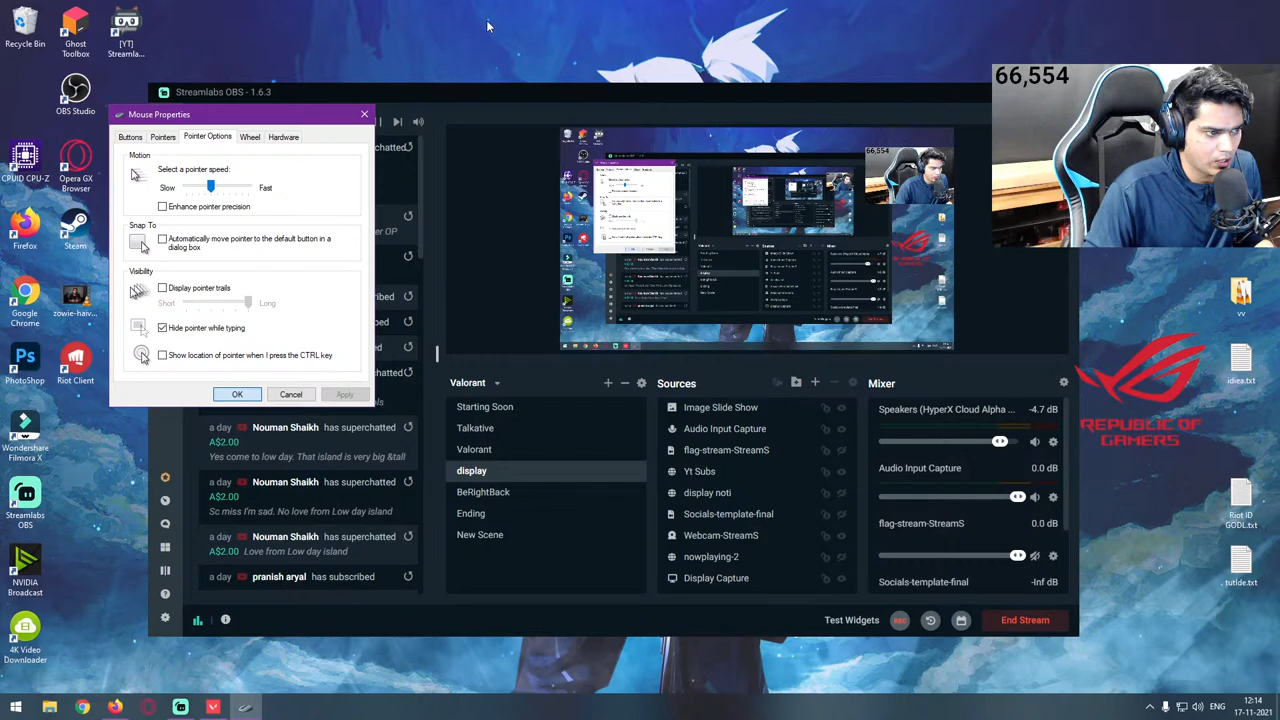 Recycle Bin
Ghost
Toolbox
[YT]
Streamla...
OBS Studio
CPUID CPU-Z
Opera GX
Browser
Firefox
Steam
Google
Chrome
zowie-har...
PhotoShop
Riot Client
Wondershare
Filmora X
Streamlabs
OBS
NVIDIA
Broadcast
4K Video
Downloader
Streamlabs OBS - 1.6.3
Mouse Properties
Buttons
Pointers
Pointer Options
Wheel
Hardware
Motion
Select a pointer speed:
Slow
Fast
Enhance pointer precision
Snap To
Automatically move pointer to the default button in a
dialog box
Visibility
Display pointer trails
Short
Long
Hide pointer while typing
Show location of pointer when I press the CTRL key
OK
Cancel
Apply
a day Nouman Shaikh has superchatted
A$2.00
Yes come to low day. That island is very big &tall
a day Nouman Shaikh has superchatted
A$2.00 Sc miss I'm sad. No love from Low day island
a day Nouman Shaikh has superchatted
A$2.00 Love from Low day island
a day pranish aryal has subscribed
66,554
Valorant
Starting Soon
Talkative
Valorant
display
BeRightBack
Ending
New Scene
Sources
Image Slide Show
Audio Input Capture
flag-stream-StreamS
Yt Subs
display noti
Socials-template-final
Webcam-StreamS
nowplaying-2
Display Capture
Mixer
Speakers (HyperX Cloud Alpha ... -4.7 dB
Audio Input Capture 0.0 dB
flag-stream-StreamS 0.0 dB
Socials-template-final -Inf dB
Test Widgets
REC
End Stream
vv
idiea.txt
REPUBLIC OF
GAMERS
Riot ID
GODL.txt
tutlde.txt
ENG
12:14
17-11-2021